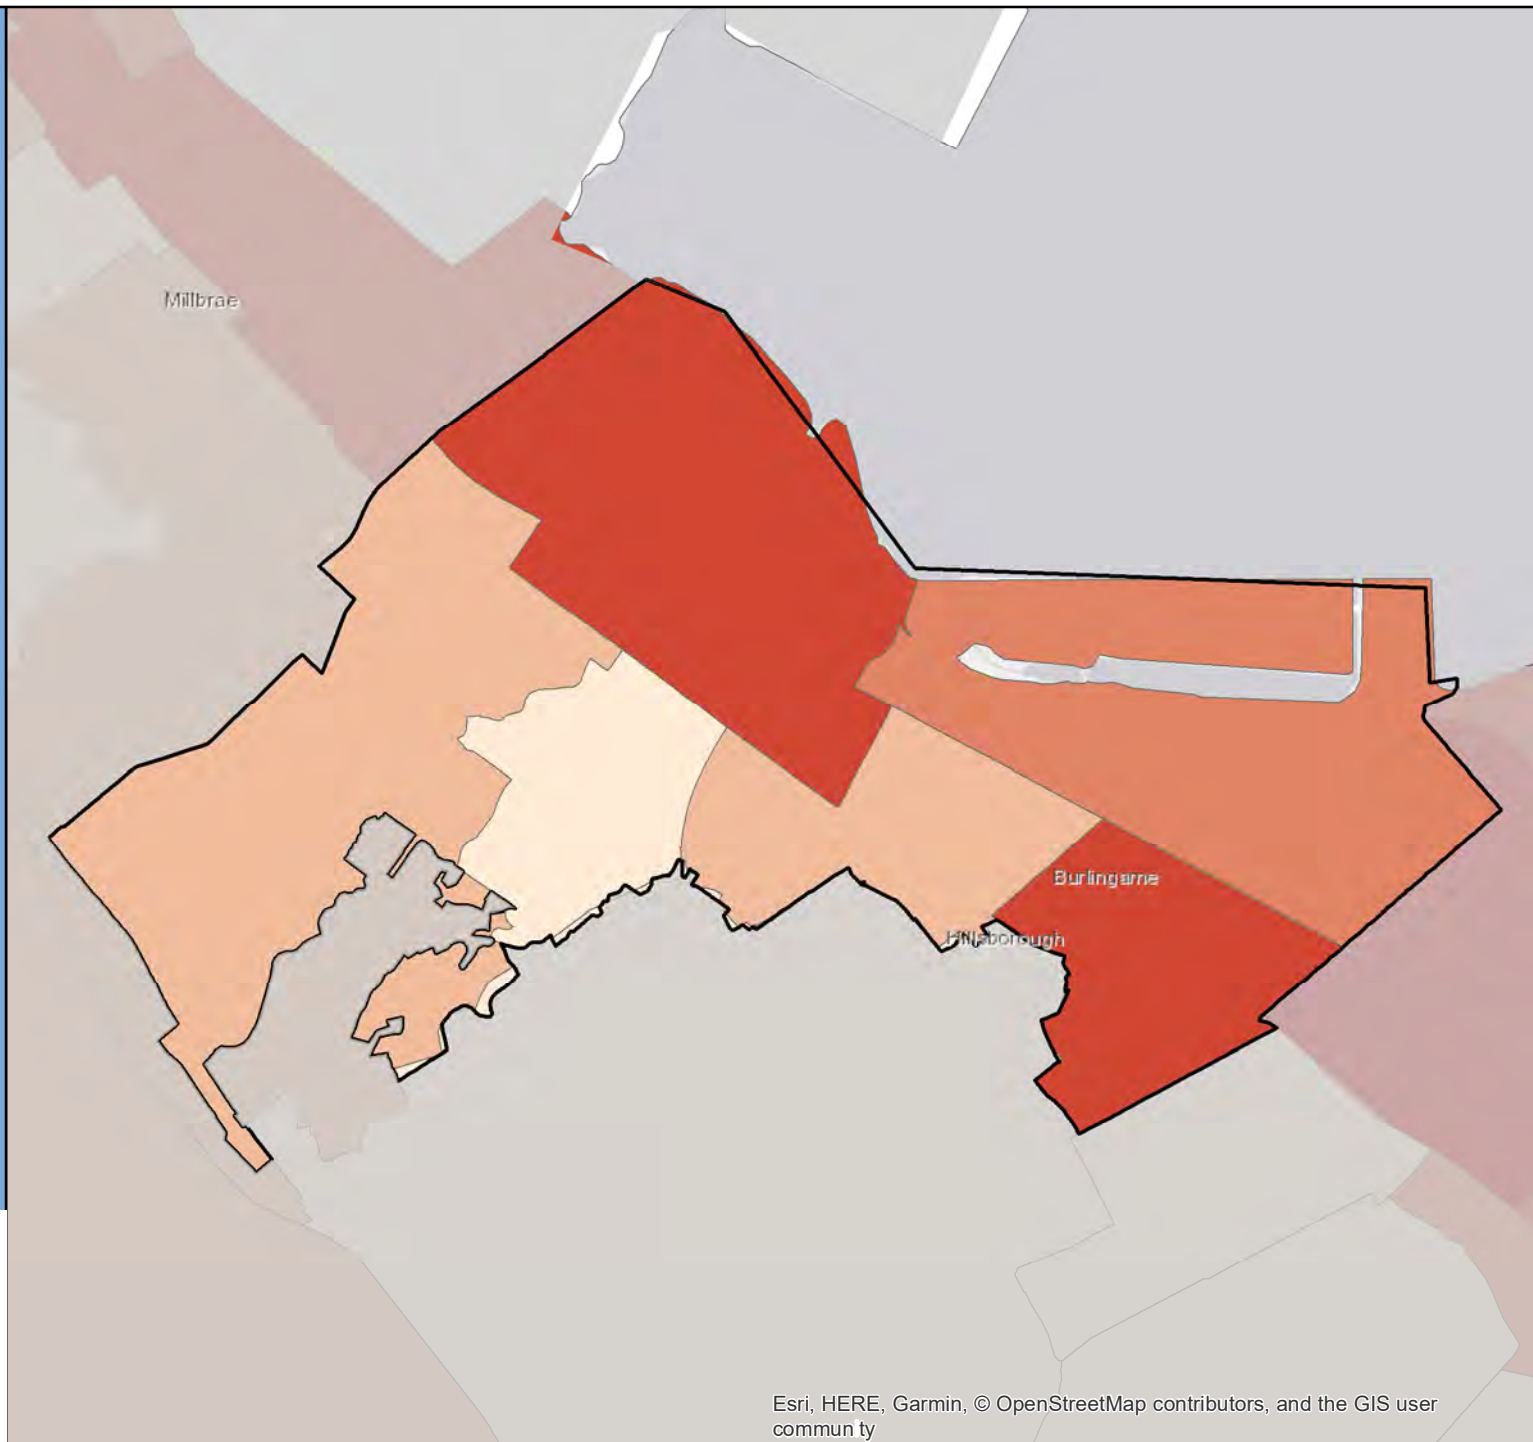 Millbrae
Burlingame
Hillsborough
Esri, HERE, Garmin, © OpenStreetMap contributors, and the GIS user
commun ty